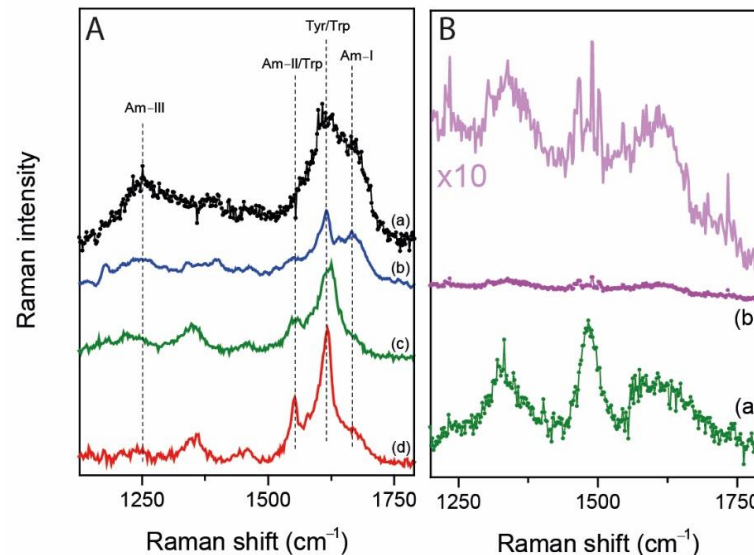 A
Tyr/Trp
Am-II/Trp
Am-I
Am-III
(a)
(b)
(c)
(d)
Raman intensity
1250
1500
1750
Raman shift (cm⁻¹)
B
x10
(b
(a
1250
1500
1750
Raman shift (cm⁻¹)